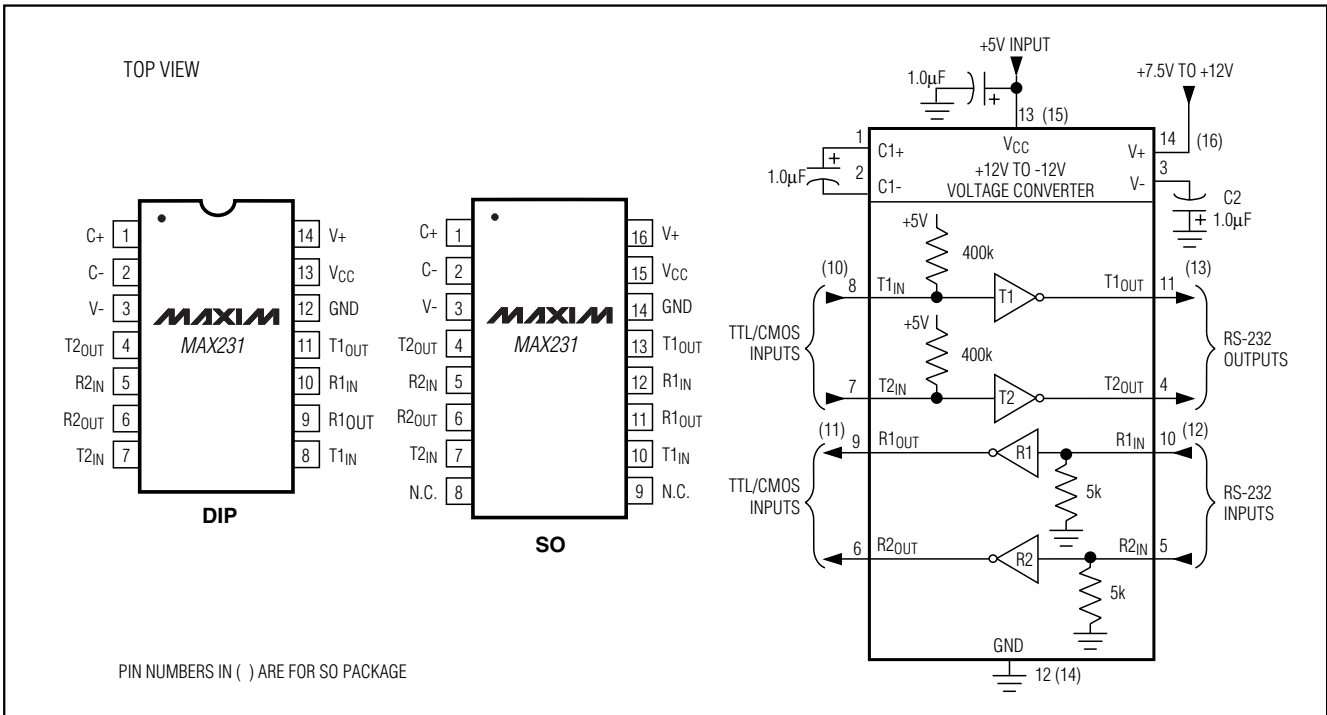 TOP VIEW
C+ 1
C- 2
V- 3
T2OUT 4
R2IN 5
R2OUT 6
T2IN 7
14 V+
13 VCC
12 GND
11 T1OUT
10 R1IN
9 R1OUT
8 T1IN
MAXIM
MAX231
DIP
C+ 1
C- 2
V- 3
T2OUT 4
R2IN 5
R2OUT 6
T2IN 7
N.C. 8
16 V+
15 VCC
14 GND
13 T1OUT
12 R1IN
11 R1OUT
10 T1IN
9 N.C.
MAXIM
MAX231
SO
+5V INPUT
1.0µF
+
+7.5V TO +12V
13 (15)
1 C1+
VCC
V+ 14 (16)
1.0µF
+
2 C1-
+12V TO -12V
VOLTAGE CONVERTER
V- 3
C2
+ 1.0µF
+5V
400k
(10)
8 T1IN
T1
T1OUT 11
(13)
+5V
400k
TTL/CMOS
INPUTS
RS-232
OUTPUTS
7 T2IN
T2
T2OUT 4
(11)
9 R1OUT
R1
R1IN 10
(12)
5k
TTL/CMOS
INPUTS
RS-232
INPUTS
6 R2OUT
R2
R2IN 5
5k
GND
12 (14)
PIN NUMBERS IN ( ) ARE FOR SO PACKAGE